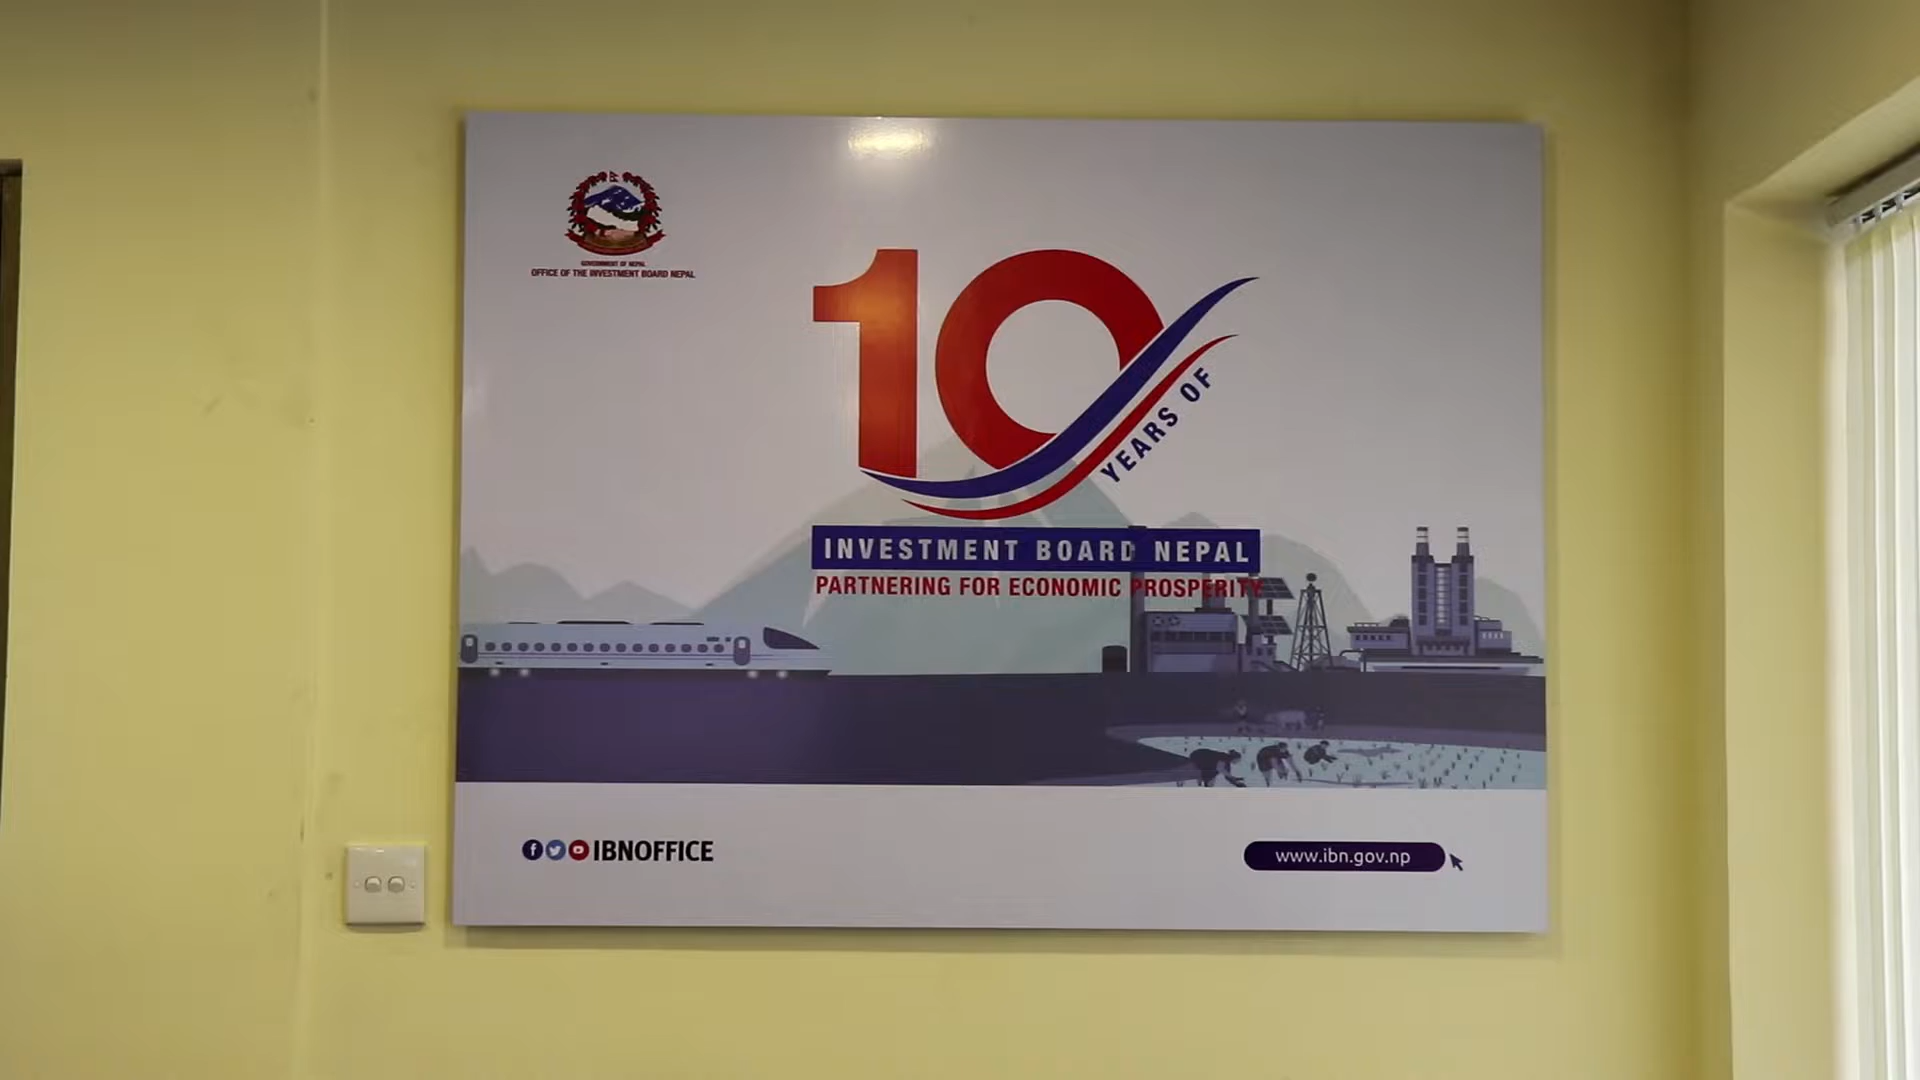 GOVERNMENT OF NEPAL
OFFICE OF THE INVESTMENT BOARD NEPAL
10
YEARS OF
INVESTMENT BOARD NEPAL
PARTNERING FOR ECONOMIC PROSPERITY
IBNOFFICE
www.ibn.gov.np